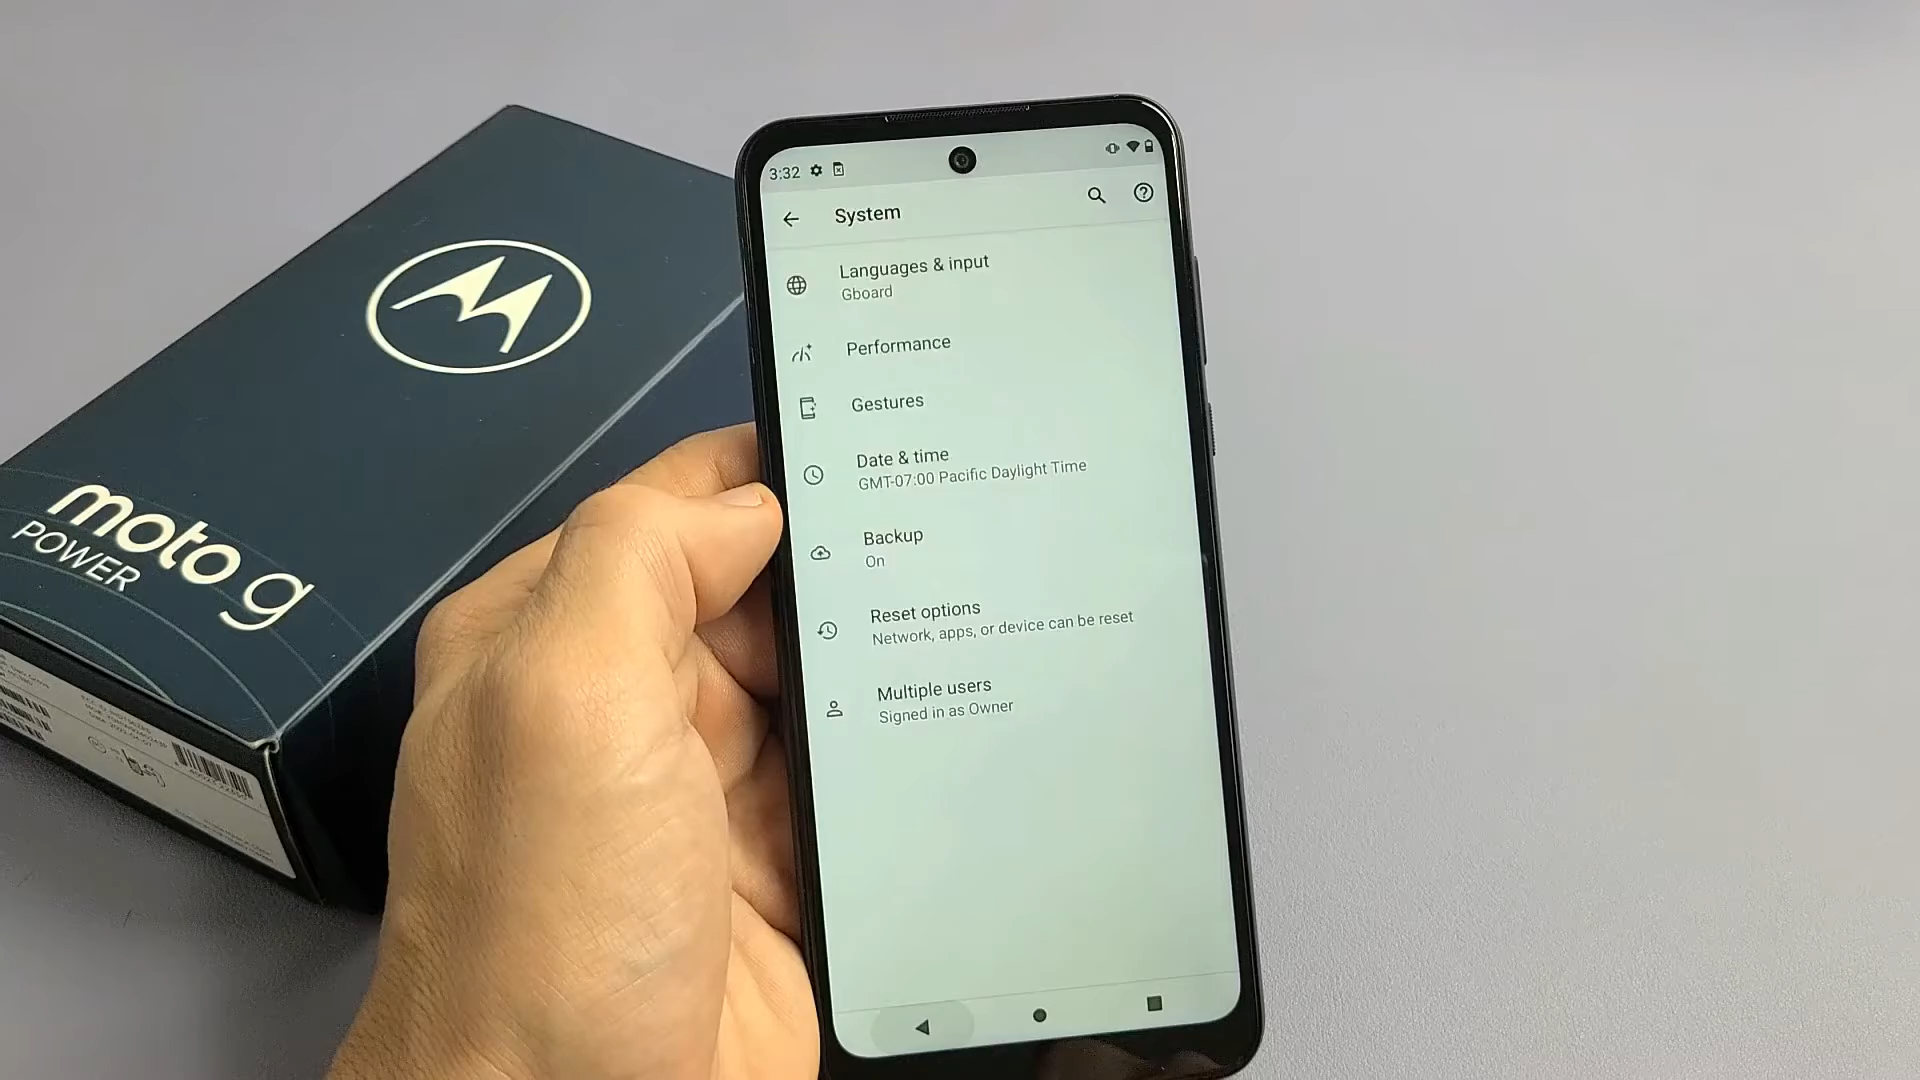 moto g
POWER
3:32
System
Languages & input
Gboard
Performance
Gestures
Date & time
GMT-07:00 Pacific Daylight Time
Backup
On
Reset options
Network, apps, or device can be reset
Multiple users
Signed in as Owner